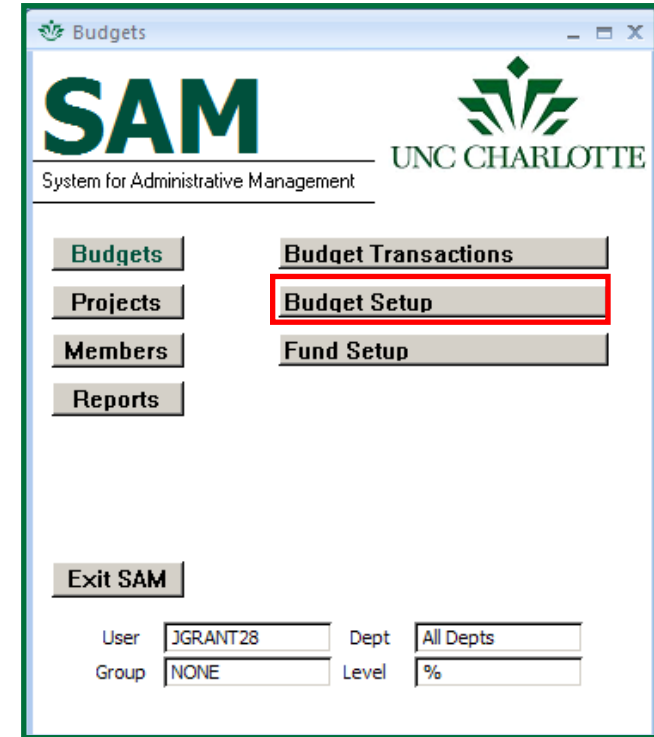 Budgets
SAM
UNC CHARLOTTE
System for Administrative Management
Budgets
Budget Transactions
Projects
Budget Setup
Members
Fund Setup
Reports
Exit SAM
User JGRANT28 Dept All Depts
Group NONE Level %